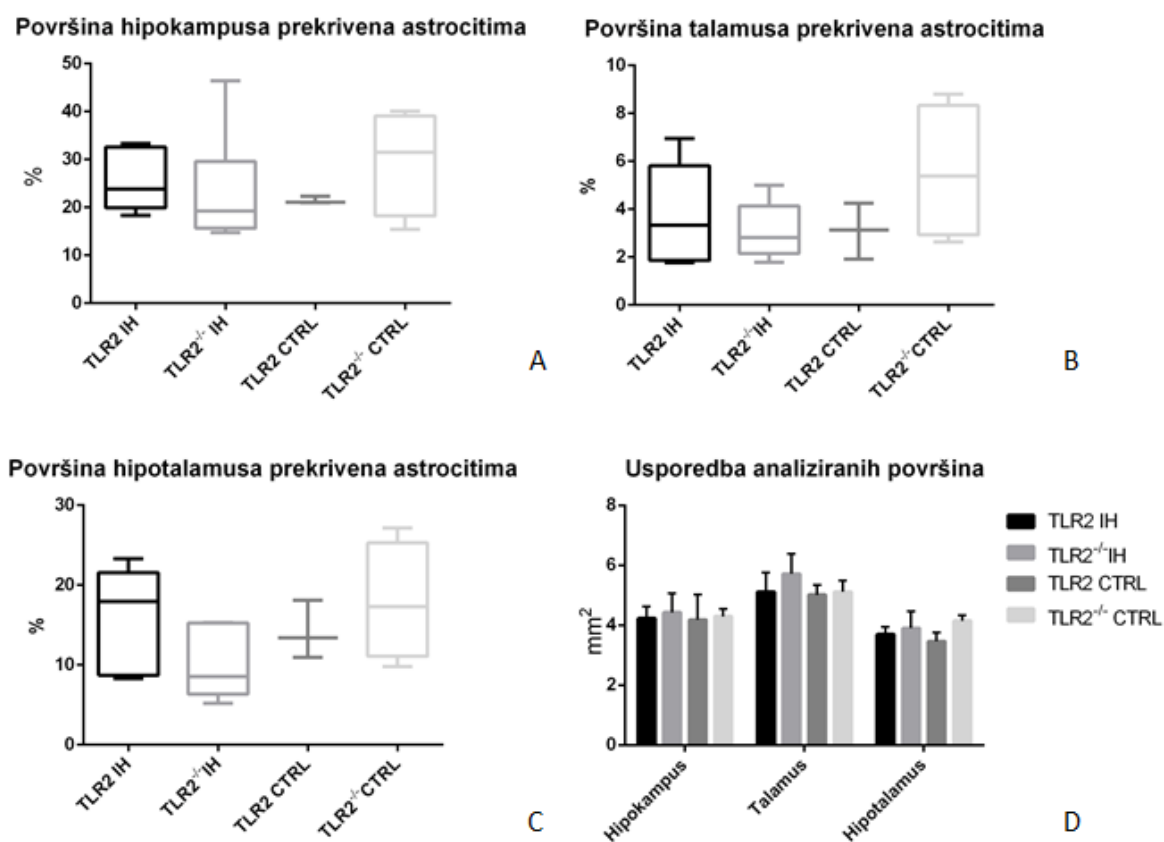 Površina hipokampusa prekrivena astrocitima
50
40
30
20
10
0
%
TLR2 IH
TLR2-/- IH
TLR2 CTRL
TLR2-/- CTRL
A
Površina talamusa prekrivena astrocitima
10
8
6
4
2
0
%
TLR2 IH
TLR2-/-IH
TLR2 CTRL
TLR2-/-CTRL
B
Površina hipotalamusa prekrivena astrocitima
30
20
10
0
%
TLR2 IH
TLR2-/-IH
TLR2 CTRL
TLR2-/-CTRL
C
Usporedba analiziranih površina
8
6
4
2
0
mm2
Hipokampus
Talamus
Hipotalamus
TLR2 IH
TLR2-/-IH
TLR2 CTRL
TLR2-/- CTRL
D